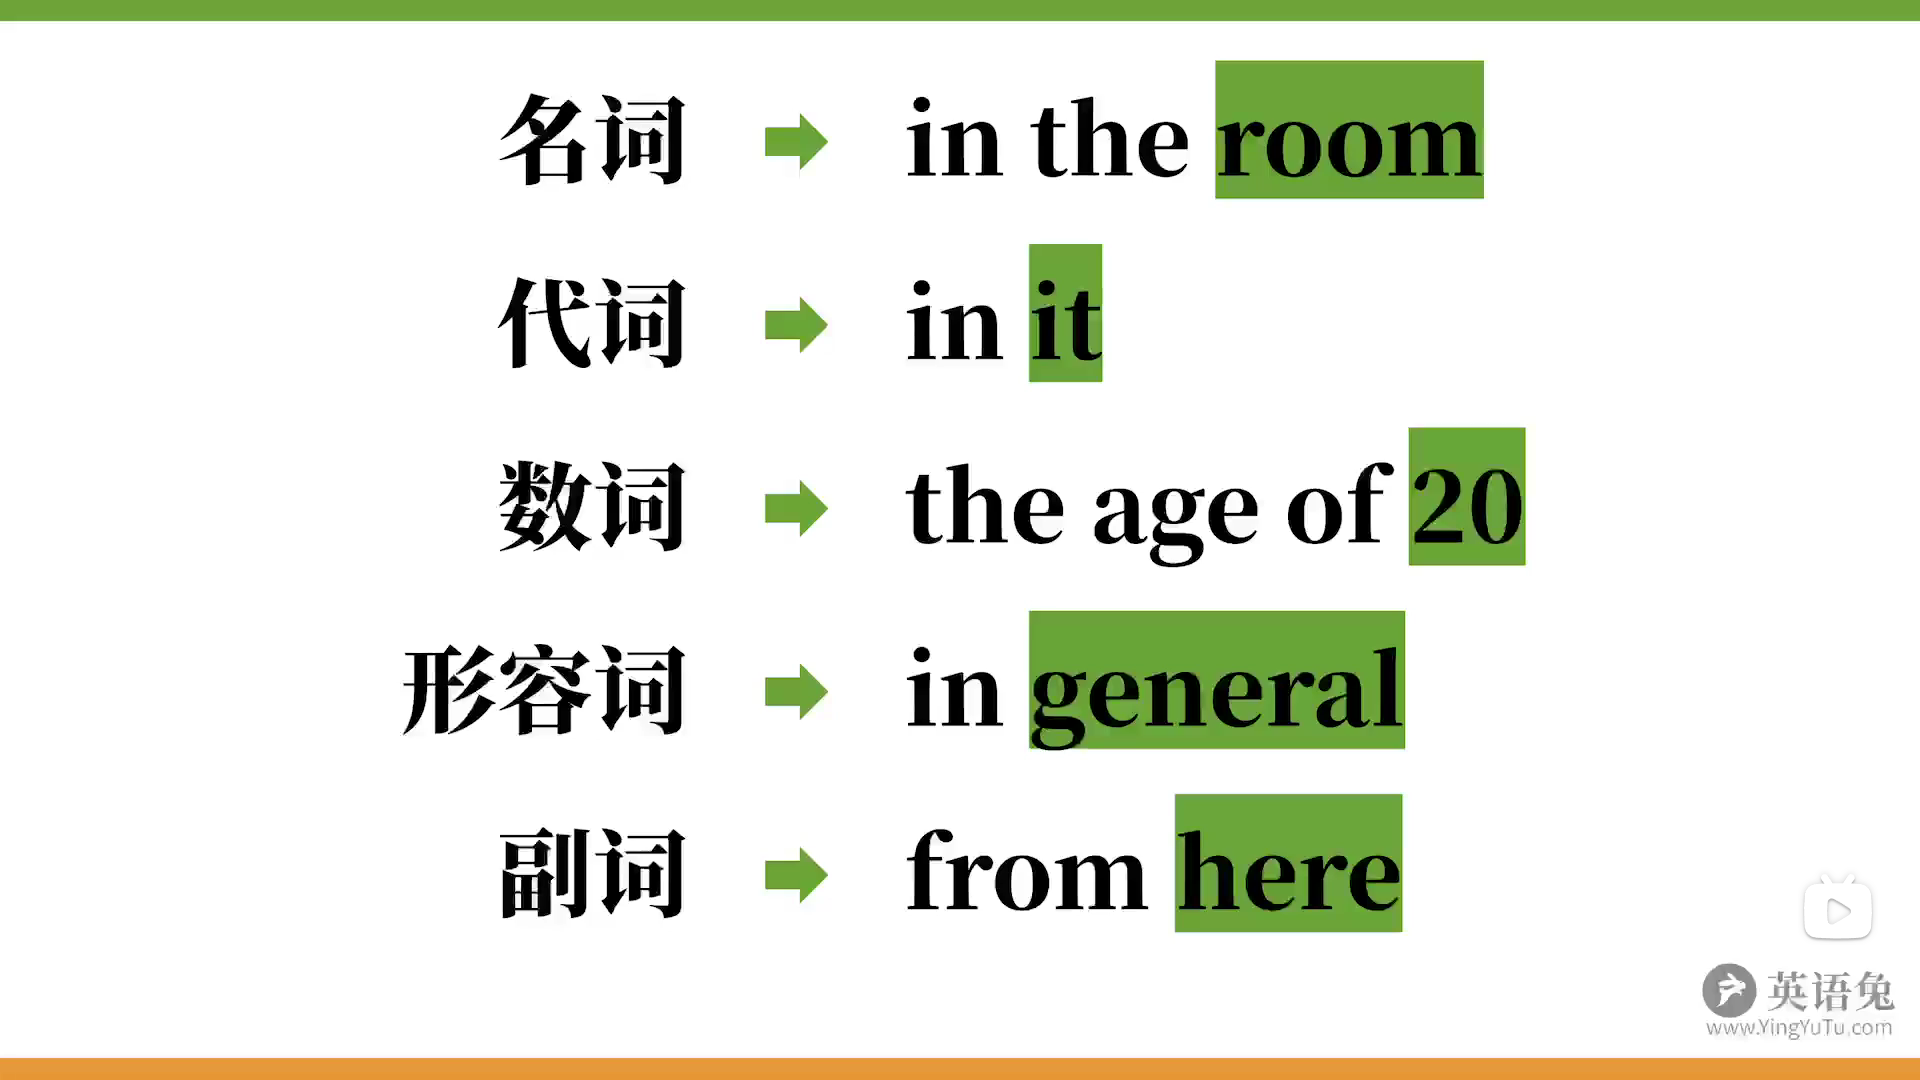 名词 in the room
代词 in it
数词 the age of 20
形容词 in general
副词 from here
英语兔
www.YingYuTu.com